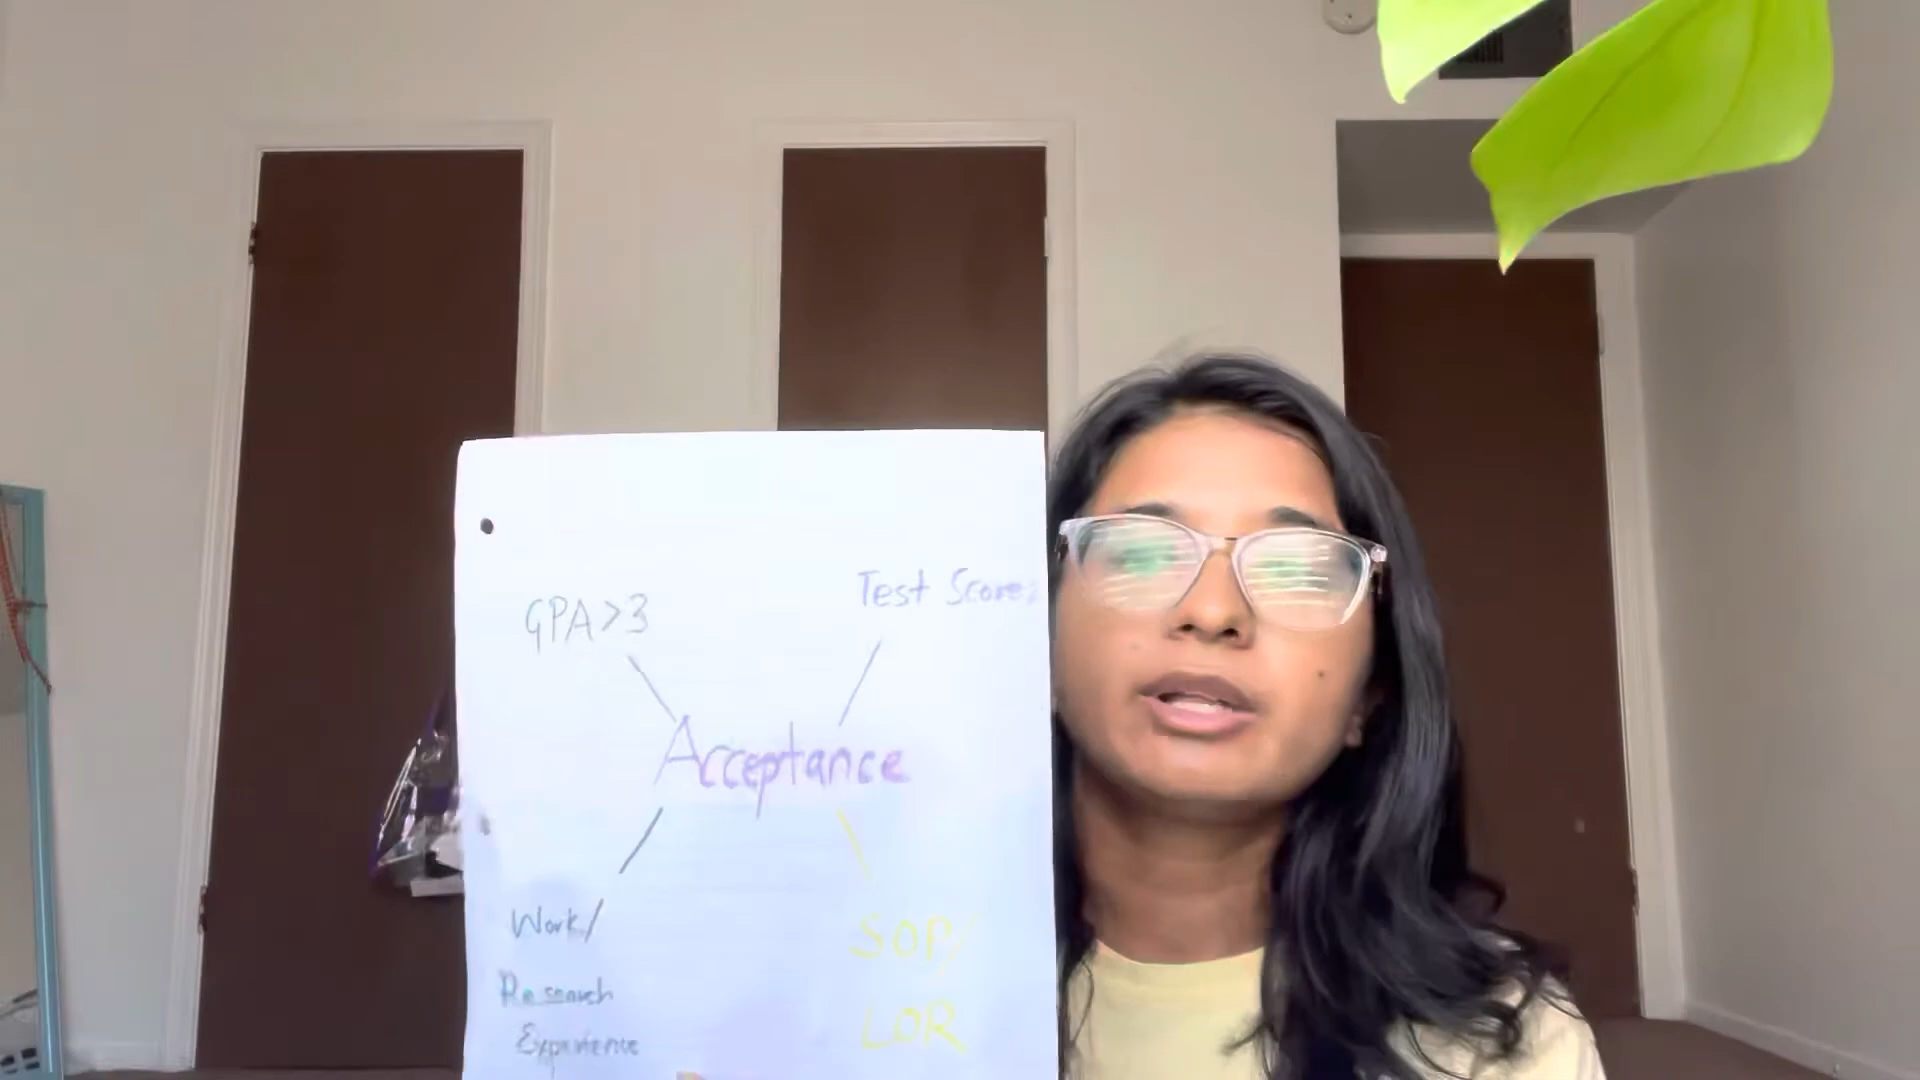 GPA>3
Test Scores
Acceptance
Work/
Research
Experience
SOP/
LOR